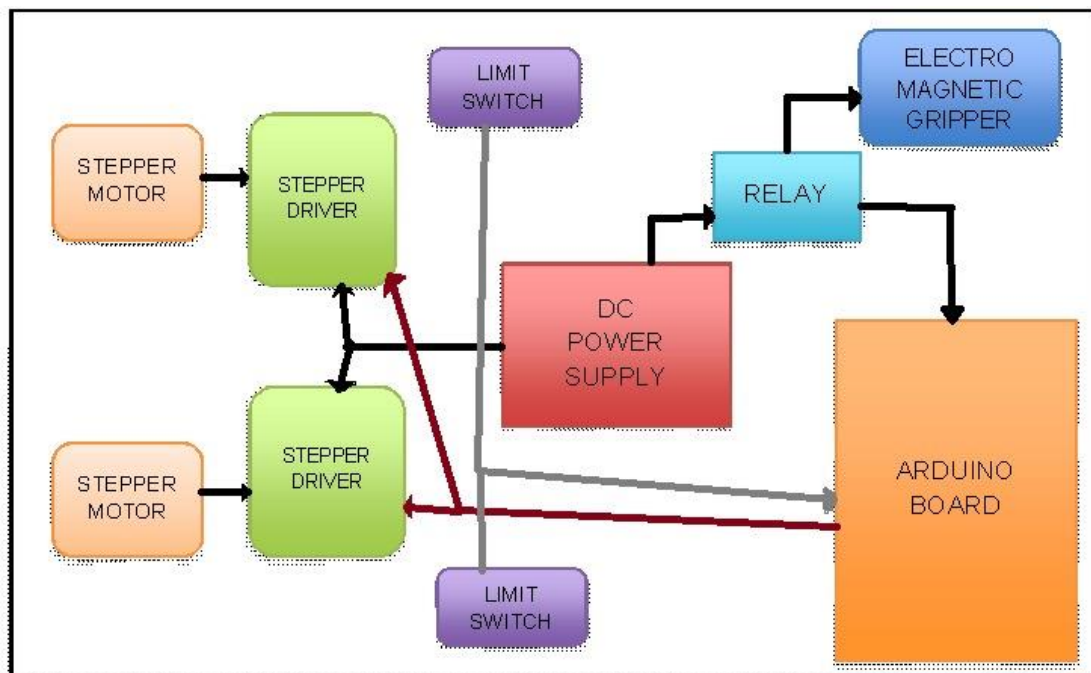 LIMIT
SWITCH
ELECTRO
MAGNETIC
GRIPPER
STEPPER
MOTOR
STEPPER
DRIVER
RELAY
DC
POWER
SUPPLY
STEPPER
MOTOR
STEPPER
DRIVER
ARDUINO
BOARD
LIMIT
SWITCH